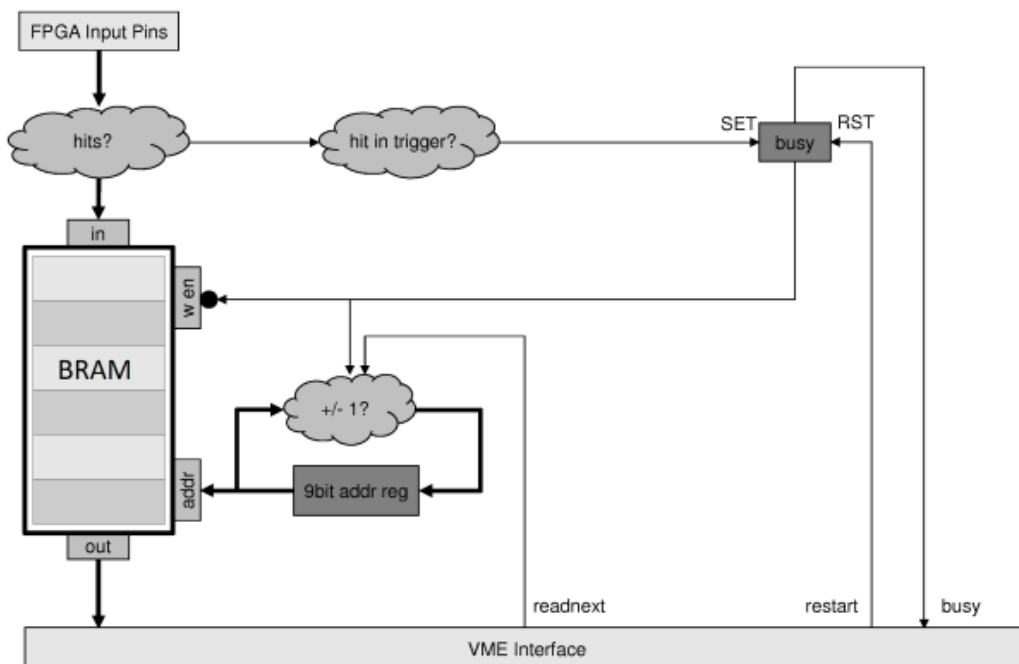 FPGA Input Pins
hits?
hit in trigger?
SET
RST
busy
in
w en
BRAM
+/- 1?
addr
9bit addr reg
out
readnext
restart
busy
VME Interface